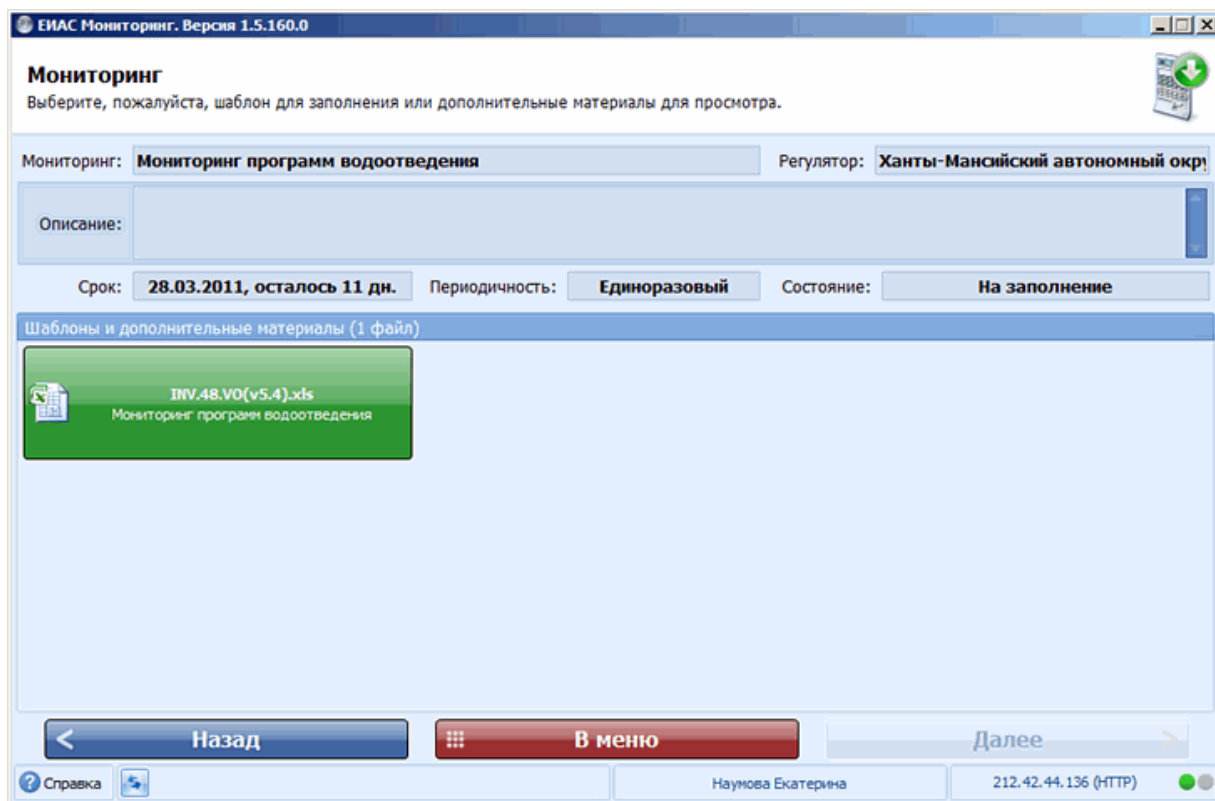 ЕИАС Мониторинг. Версия 1.5.160.0
Мониторинг
Выберите, пожалуйста, шаблон для заполнения или дополнительные материалы для просмотра.
Мониторинг: Мониторинг программ водоотведения Регулятор: Ханты-Мансийский автономный окру
Описание:
Срок: 28.03.2011, осталось 11 дн. Периодичность: Единоразовый Состояние: На заполнение
Шаблоны и дополнительные материалы (1 файл)
INV.48.VO(v5.4).xls
Мониторинг программ водоотведения
< Назад В меню Далее >
Справка Наумова Екатерина 212.42.44.136 (HTTP)